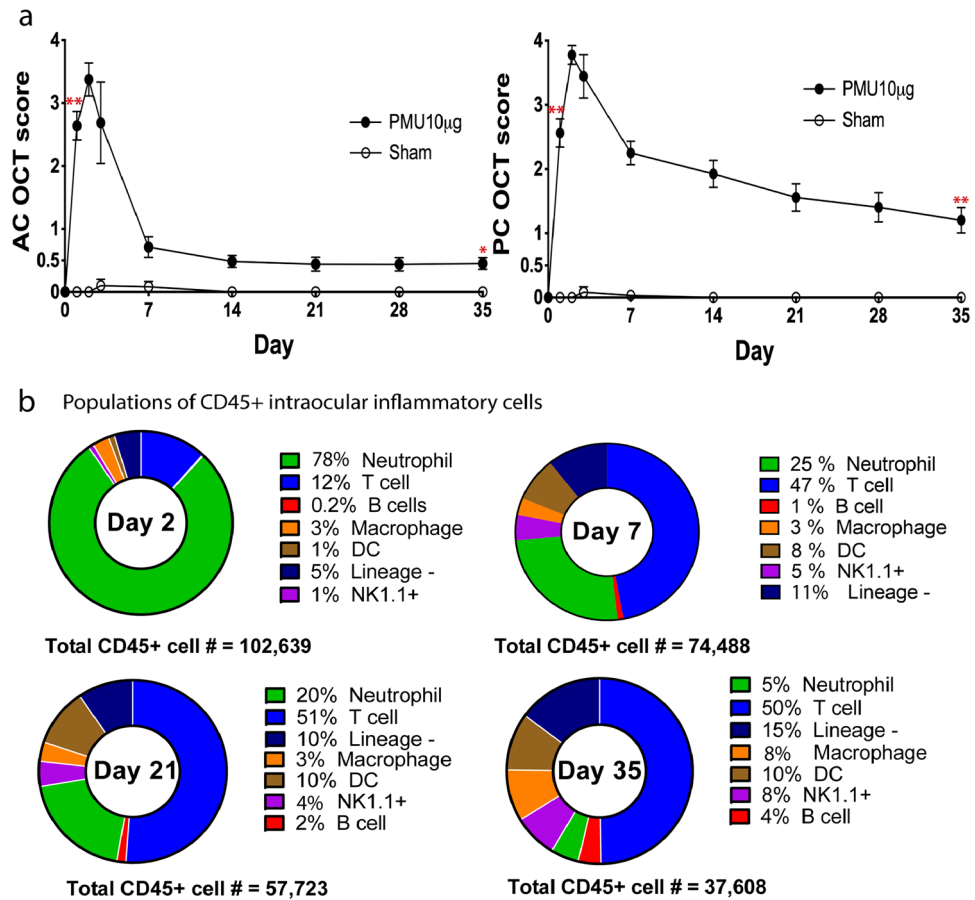 a
AC OCT score
4
3
2
1
0.5
0
**
*
PMU10μg
Sham
0 7 14 21 28 35
Day
PC OCT score
4
3
2
1
0
**
**
PMU10μg
Sham
0 7 14 21 28 35
Day
b Populations of CD45+ intraocular inflammatory cells
Day 2
78% Neutrophil
12% T cell
0.2% B cells
3% Macrophage
1% DC
5% Lineage -
1% NK1.1+
Total CD45+ cell # = 102,639
Day 7
25 % Neutrophil
47 % T cell
1 % B cell
3 % Macrophage
8 % DC
5 % NK1.1+
11% Lineage -
Total CD45+ cell # = 74,488
Day 21
20% Neutrophil
51% T cell
10% Lineage -
3% Macrophage
10% DC
4% NK1.1+
2% B cell
Total CD45+ cell # = 57,723
Day 35
5% Neutrophil
50% T cell
15% Lineage -
8% Macrophage
10% DC
8% NK1.1+
4% B cell
Total CD45+ cell # = 37,608